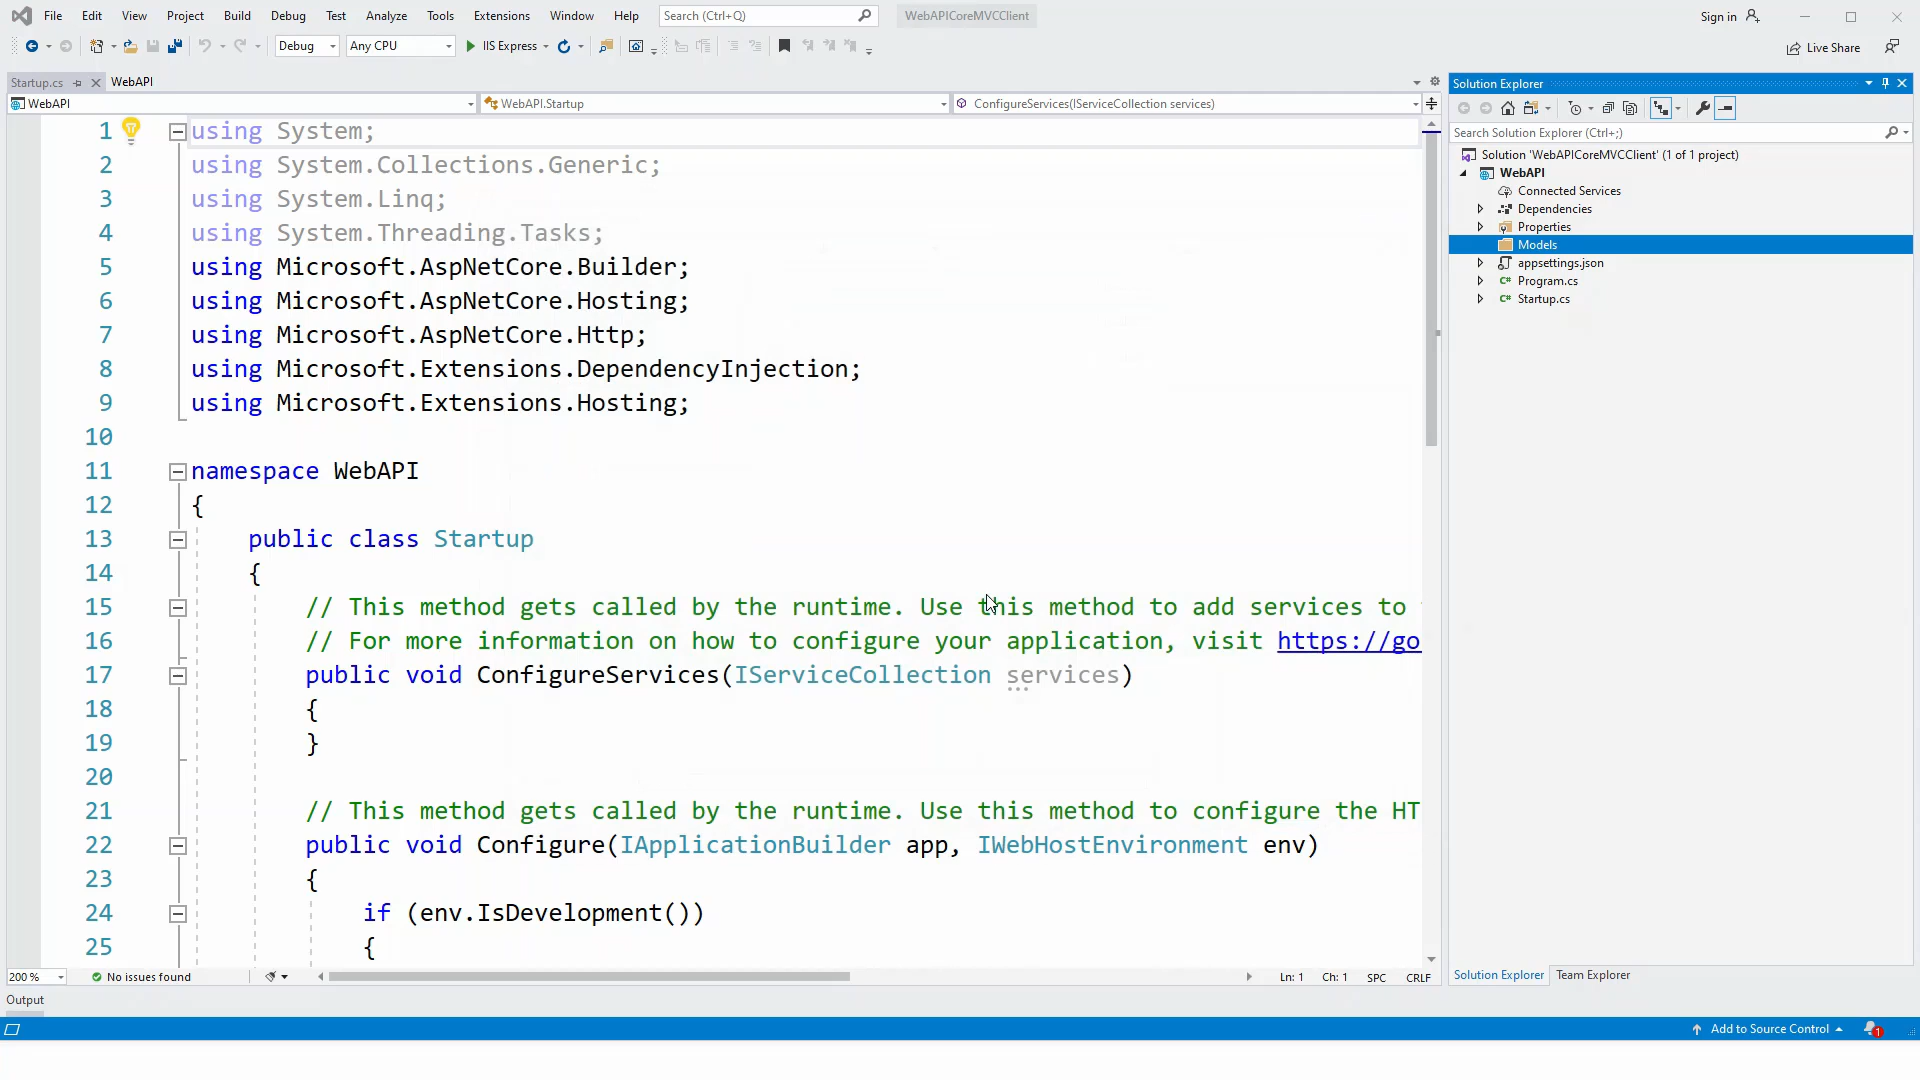 File Edit View Project Build Debug Test Analyze Tools Extensions Window Help Search (Ctrl+Q) WebAPICoreMVCClient Sign in
Debug Any CPU IIS Express Live Share
Startup.cs WebAPI
WebAPI WebAPI.Startup ConfigureServices(IServiceCollection services)
1 using System;
2 using System.Collections.Generic;
3 using System.Linq;
4 using System.Threading.Tasks;
5 using Microsoft.AspNetCore.Builder;
6 using Microsoft.AspNetCore.Hosting;
7 using Microsoft.AspNetCore.Http;
8 using Microsoft.Extensions.DependencyInjection;
9 using Microsoft.Extensions.Hosting;
10
11 namespace WebAPI
12 {
13 public class Startup
14 {
15 // This method gets called by the runtime. Use this method to add services to
16 // For more information on how to configure your application, visit https://go
17 public void ConfigureServices(IServiceCollection services)
18 {
19 }
20
21 // This method gets called by the runtime. Use this method to configure the HT
22 public void Configure(IApplicationBuilder app, IWebHostEnvironment env)
23 {
24 if (env.IsDevelopment())
25 {
200 % No issues found Ln: 1 Ch: 1 SPC CRLF
Output
Solution Explorer
Search Solution Explorer (Ctrl+;)
Solution 'WebAPICoreMVCClient' (1 of 1 project)
WebAPI
Connected Services
Dependencies
Properties
Models
appsettings.json
Program.cs
Startup.cs
Solution Explorer Team Explorer
Add to Source Control 1